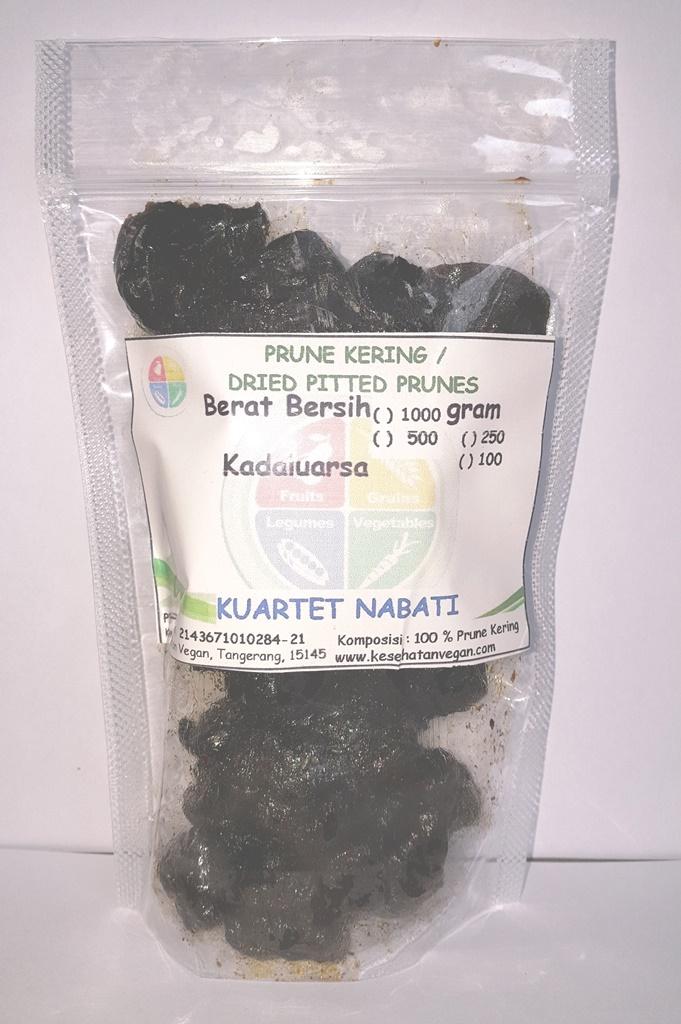 PRUNE KERING /
DRIED PITTED PRUNES
Berat Bersih () 1000 gram
() 500 () 250
Kadaluarsa () 100
Fruits Grains
Legumes Vegetables
KUARTET NABATI
2143671010284-21 Komposisi : 100 % Prune Kering
Vegan, Tangerang, 15145 www.kesehatanvegan.com